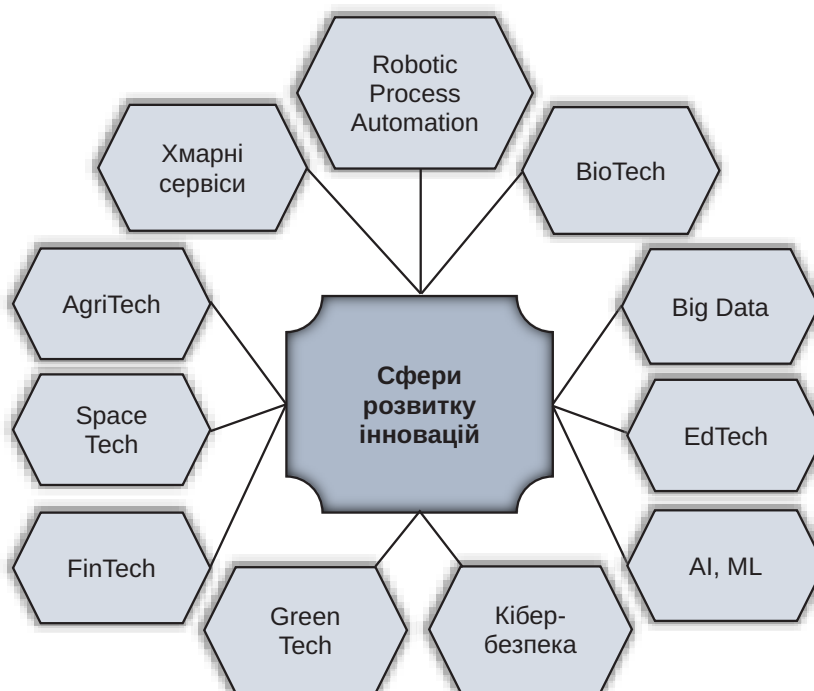 Robotic
Process
Automation
Хмарні
сервіси
BioTech
AgriTech
Big Data
Сфери
розвитку
інновацій
Space
Tech
EdTech
FinTech
AI, ML
Green
Tech
Кібер-
безпека